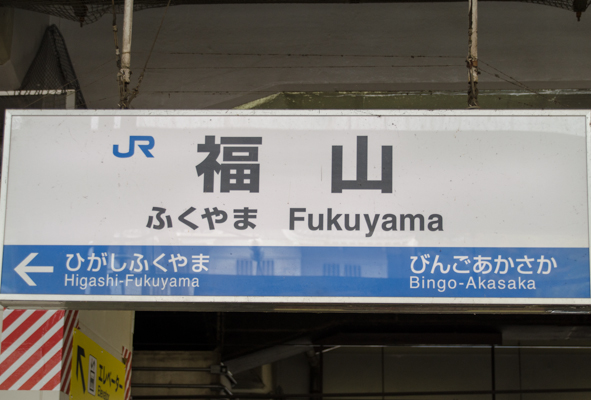 JR 福山
ふくやま Fukuyama
← ひがしふくやま びんごあかさか
Higashi-Fukuyama Bingo-Akasaka
エレベーター
Elevator